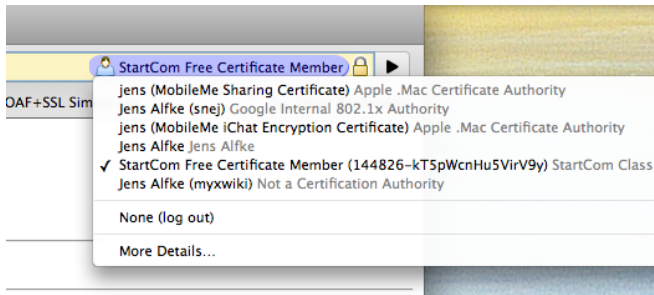 StartCom Free Certificate Member
OAF+SSL Sim
jens (MobileMe Sharing Certificate) Apple .Mac Certificate Authority
Jens Alfke (snej) Google Internal 802.1x Authority
jens (MobileMe iChat Encryption Certificate) Apple .Mac Certificate Authority
Jens Alfke Jens Alfke
✓ StartCom Free Certificate Member (144826-kT5pWcnHu5VirV9y) StartCom Class
Jens Alfke (myxwiki) Not a Certification Authority
None (log out)
More Details...